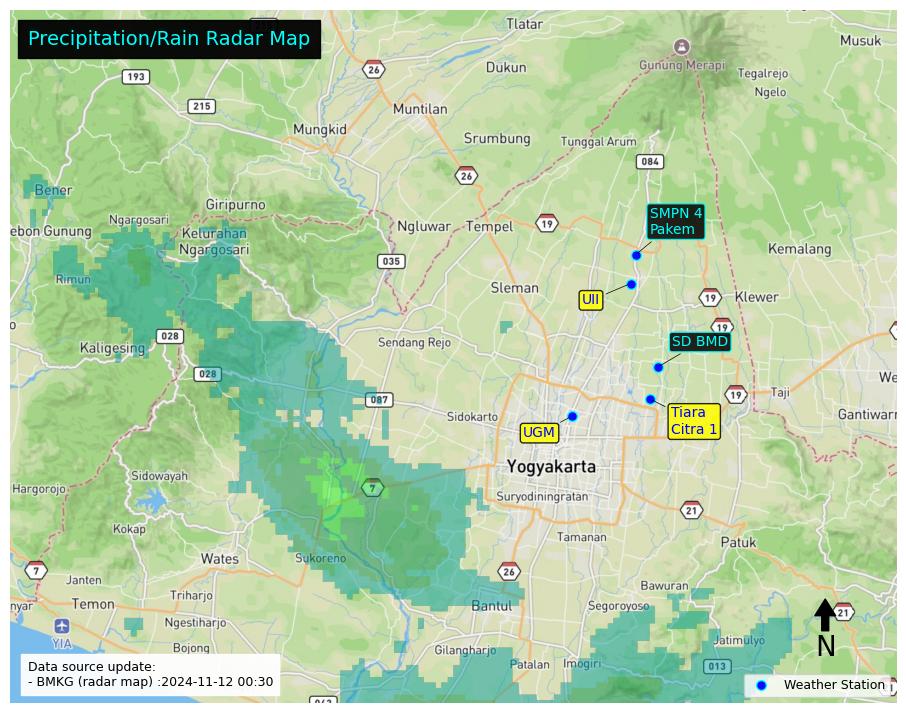 Precipitation/Rain Radar Map
Tlatar
Musuk
193
26
Dukun
Gunung Merapi
Tegalrejo
215
Muntilan
Ngelo
Mungkid
Srumbung
Tunggal Arum
084
26
Bener
Giripurno
Ngargosari
ebon Gunung
Kelurahan
Ngargosari
Ngluwar
Tempel
19
SMPN 4
Pakem
Kemalang
Rimun
035
Sleman
UII
19
Klewer
19
028
Kaligesing
Sendang Rejo
SD BMD
028
087
Sidokarto
UGM
Tiara
Citra 1
19
Taji
We
Gantiwarn
Yogyakarta
Sidowayah
Hargorojo
7
Suryodiningratan
21
Kokap
Tamanan
Patuk
Wates
Sukoreno
7
Janten
26
Bawuran
nyar
Temon
Triharjo
Bantul
Segoroyoso
21
YIA
Ngestiharjo
N
Jatimulyo
Bojong
Gilangharjo
Patalan
Imogiri
013
Data source update:
- BMKG (radar map) :2024-11-12 00:30
Weather Station